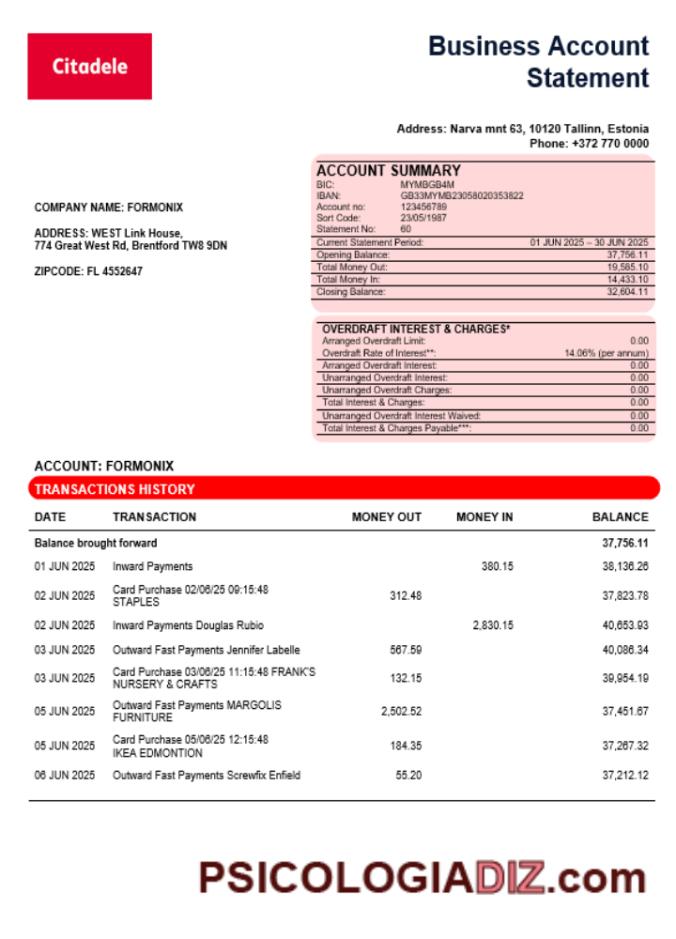 Citadele
Business Account
Statement
Address: Narva mnt 63, 10120 Tallinn, Estonia
Phone: +372 770 0000
ACCOUNT SUMMARY
BIC: MYMBGB4M
IBAN: GB33MYMB23058020353822
Account no: 123456789
Sort Code: 23/05/1987
Statement No: 60
Current Statement Period: 01 JUN 2025 – 30 JUN 2025
Opening Balance: 37,756.11
Total Money Out: 19,585.10
Total Money In: 14,433.10
Closing Balance: 32,604.11
COMPANY NAME: FORMONIX
ADDRESS: WEST Link House,
774 Great West Rd, Brentford TW8 9DN
ZIPCODE: FL 4552647
OVERDRAFT INTEREST & CHARGES*
Arranged Overdraft Limit: 0.00
Overdraft Rate of Interest**: 14.06% (per annum)
Arranged Overdraft Interest: 0.00
Unarranged Overdraft Interest: 0.00
Unarranged Overdraft Charges: 0.00
Total Interest & Charges: 0.00
Unarranged Overdraft Interest Waived: 0.00
Total Interest & Charges Payable***: 0.00
ACCOUNT: FORMONIX
TRANSACTIONS HISTORY
DATE TRANSACTION MONEY OUT MONEY IN BALANCE
Balance brought forward 37,756.11
01 JUN 2025 Inward Payments 380.15 38,136.26
02 JUN 2025 Card Purchase 02/06/25 09:15:48 312.48 37,823.78
STAPLES
02 JUN 2025 Inward Payments Douglas Rubio 2,830.15 40,653.93
03 JUN 2025 Outward Fast Payments Jennifer Labelle 567.59 40,086.34
03 JUN 2025 Card Purchase 03/06/25 11:15:48 FRANK'S 132.15 39,954.19
NURSERY & CRAFTS
05 JUN 2025 Outward Fast Payments MARGOLIS 2,502.52 37,451.67
FURNITURE
05 JUN 2025 Card Purchase 05/06/25 12:15:48 184.35 37,267.32
IKEA EDMONTION
06 JUN 2025 Outward Fast Payments Screwfix Enfield 55.20 37,212.12
PSICOLOGIADIZ.com